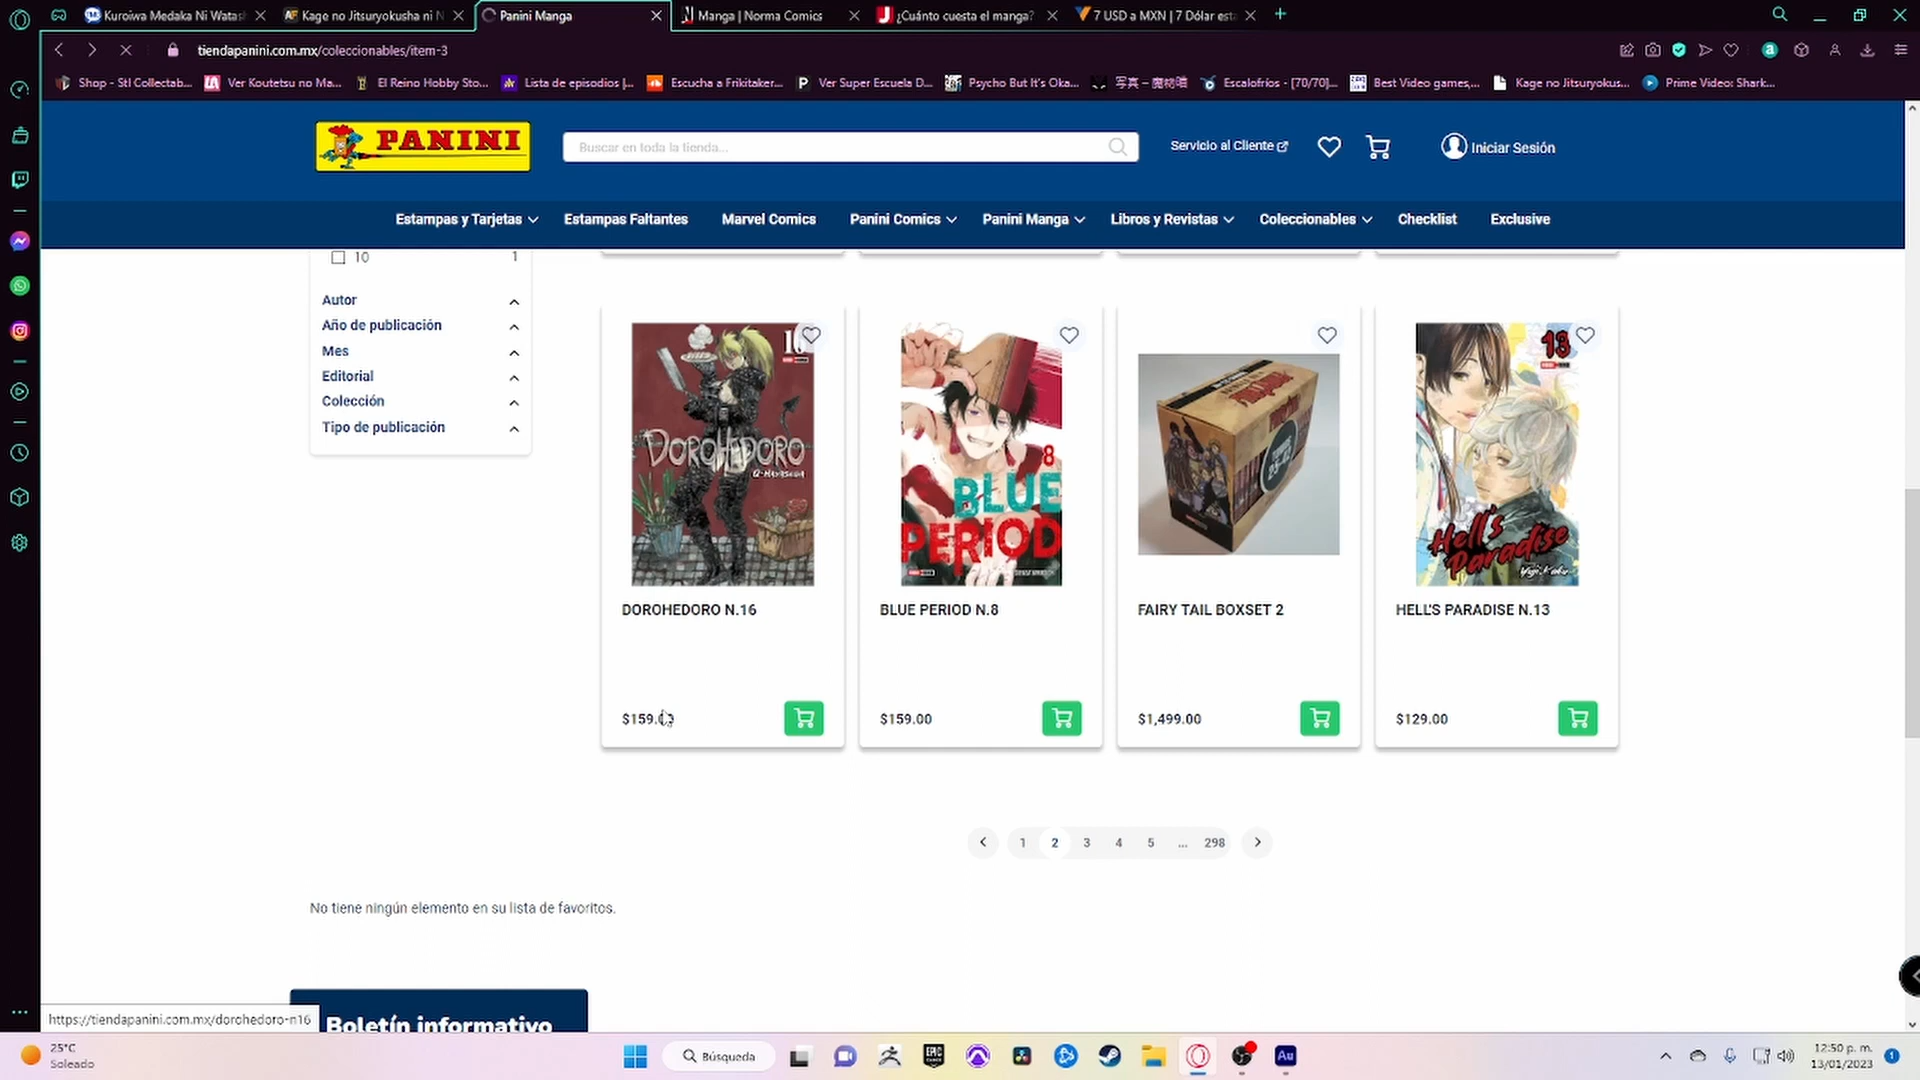 Kuroiwa Medaka Ni Watas
Kage no Jitsuryokusha ni N
Panini Manga
Manga | Norma Comics
¿Cuánto cuesta el manga?
7 USD a MXN | 7 Dólar est
tiendapanini.com.mx/coleccionables/item-3
Shop - Stl Collectab...
Ver Koutetsu no Ma...
El Reino Hobby Sto...
Lista de episodios |...
Escucha a Frikitaker...
Ver Super Escuela D...
Psycho But It's Oka...
Escalofríos - [70/70]...
Best Video games,...
Kage no Jitsuryokus...
Prime Video: Shark...
PANINI
Buscar en toda la tienda...
Servicio al Cliente
Iniciar Sesión
Estampas y Tarjetas
Estampas Faltantes
Marvel Comics
Panini Comics
Panini Manga
Libros y Revistas
Coleccionables
Checklist
Exclusive
10 1
Autor
Año de publicación
Mes
Editorial
Colección
Tipo de publicación
DOROHEDORO
8
BLUE
PERIOD
13
Hell's
Paradise
Yuji Kaku
DOROHEDORO N.16
BLUE PERIOD N.8
FAIRY TAIL BOXSET 2
HELL'S PARADISE N.13
$159.00
$159.00
$1,499.00
$129.00
1 2 3 4 5 ... 298
No tiene ningún elemento en su lista de favoritos.
Boletín informativo
https://tiendapanini.com.mx/dorohedoro-n16
25°C
Soleado
Búsqueda
EPIC
Au
12:50 p. m.
13/01/2023
1